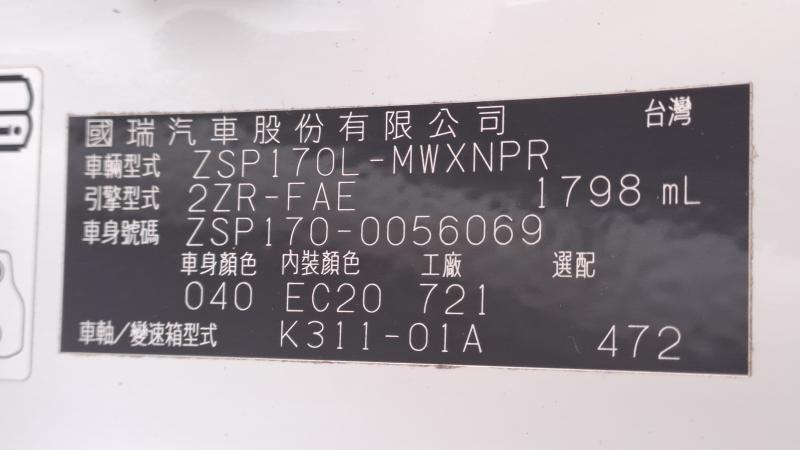 國瑞汽車股份有限公司 台灣
車輛型式 ZSP170L-MWXNPR
引擎型式 2ZR-FAE 1798 mL
車身號碼 ZSP170-0056069
車身顏色 內裝顏色 工廠 選配
040 EC20 721
車軸/變速箱型式 K311-01A 472